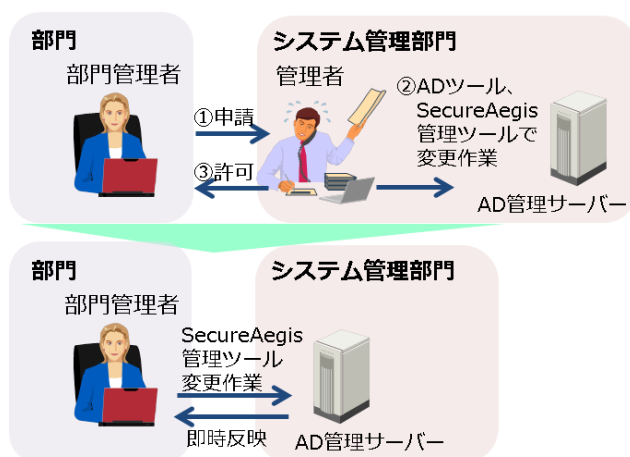 部門
部門管理者
システム管理部門
管理者
①申請
③許可
②ADツール、
SecureAegis
管理ツールで
変更作業
AD管理サーバー
部門
部門管理者
システム管理部門
SecureAegis
管理ツール
変更作業
即時反映
AD管理サーバー